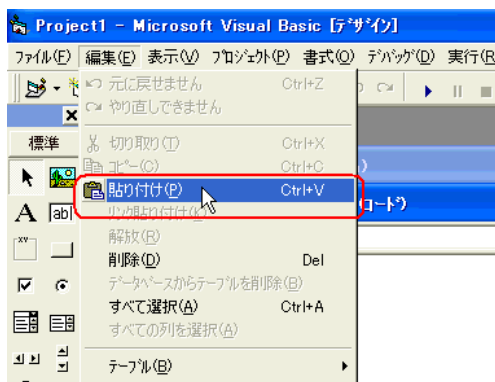 Project1 - Microsoft Visual Basic [ﾃﾞｻﾞｲﾝ]
ﾌｧｲﾙ(F) 編集(E) 表示(V) ﾌﾟﾛｼﾞｪｸﾄ(P) 書式(O) ﾃﾞﾊﾞｯｸﾞ(D) 実行(R
元に戻せません Ctrl+Z
やり直しできません
標準
切り取り(T) Ctrl+X
ｺﾋ(C) Ctrl+C
)
貼り付け(P) Ctrl+V
ﾘﾝｸ貼り付け(K)
ｺｰﾄﾞ)
A
ab
解放(R)
xv
削除(D) Del
ﾃﾞｰﾀﾍﾞｰｽからﾃｰﾌﾞﾙを削除(B)
すべて選択(A) Ctrl+A
すべての列を選択(A)
ﾃｰﾌﾞﾙ(B)